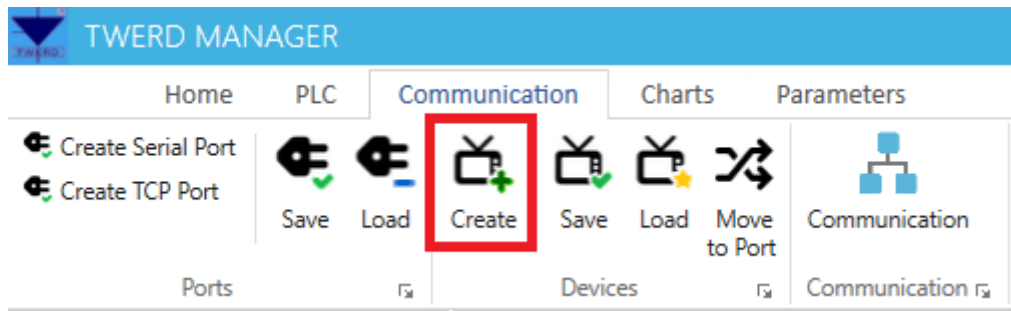 TWERD MANAGER
TWERD
Home PLC Communication Charts Parameters
Create Serial Port
Create TCP Port
Save Load Create Save Load Move to Port Communication
Ports Devices Communication